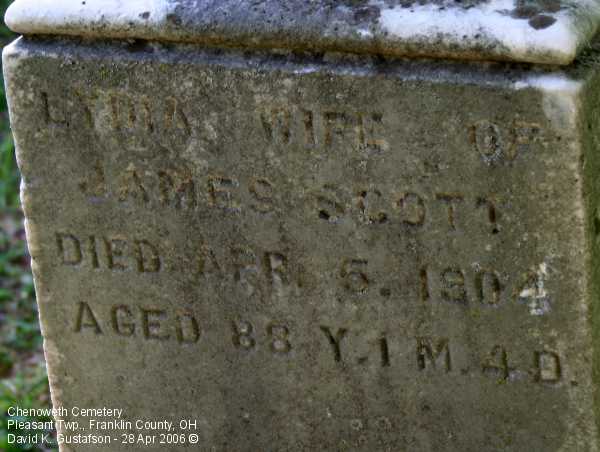 LYDIA, WIFE OF
JAMES SCOTT
DIED APR. 5, 1904
AGED 88 Y. 1 M. 4 D.
Chenoweth Cemetery
Pleasant Twp., Franklin County, OH
David K. Gustafson - 28 Apr 2006 ©